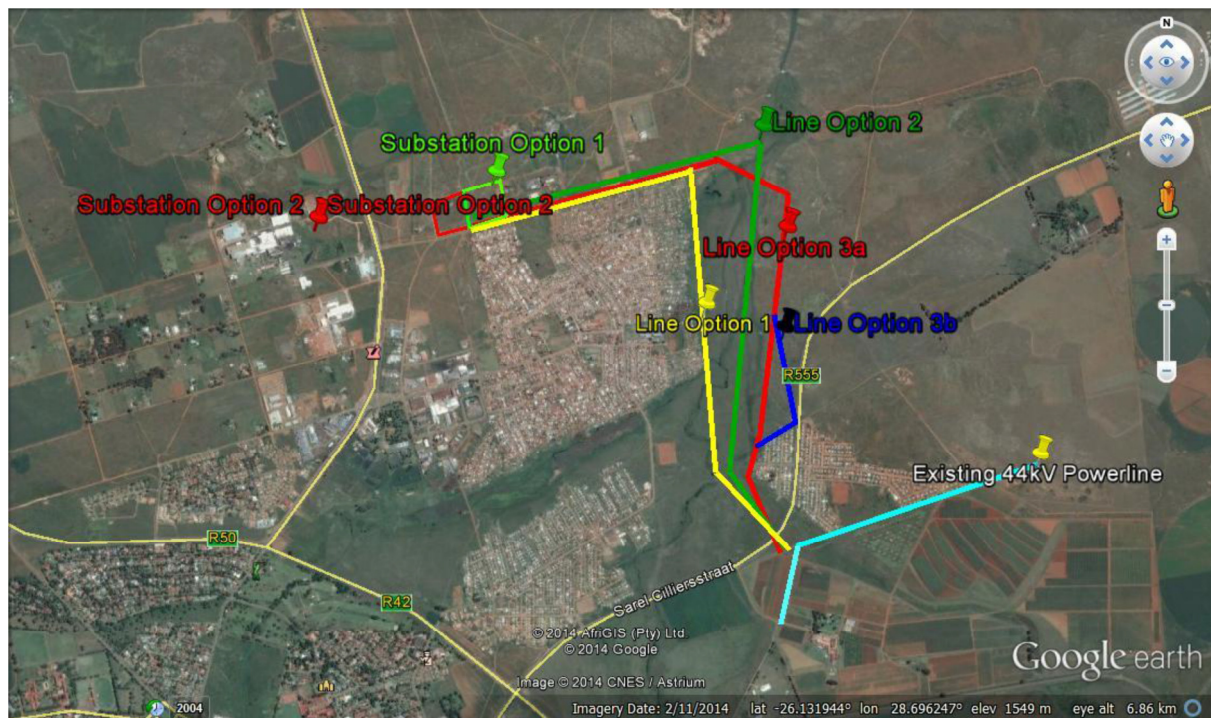 N
Line Option 2
Substation Option 1
Substation Option 2
Substation Option 2
Line Option 3a
Line Option 1
Line Option 3b
R555
Existing 44kV Powerline
R50
Sarel Cilliersstraat
R42
© 2014 AfriGIS (Pty) Ltd.
© 2014 Google
Google earth
Image © 2014 CNES / Astrium
2004
Imagery Date: 2/11/2014 lat -26.131944° lon 28.696247° elev 1549 m eye alt 6.86 km